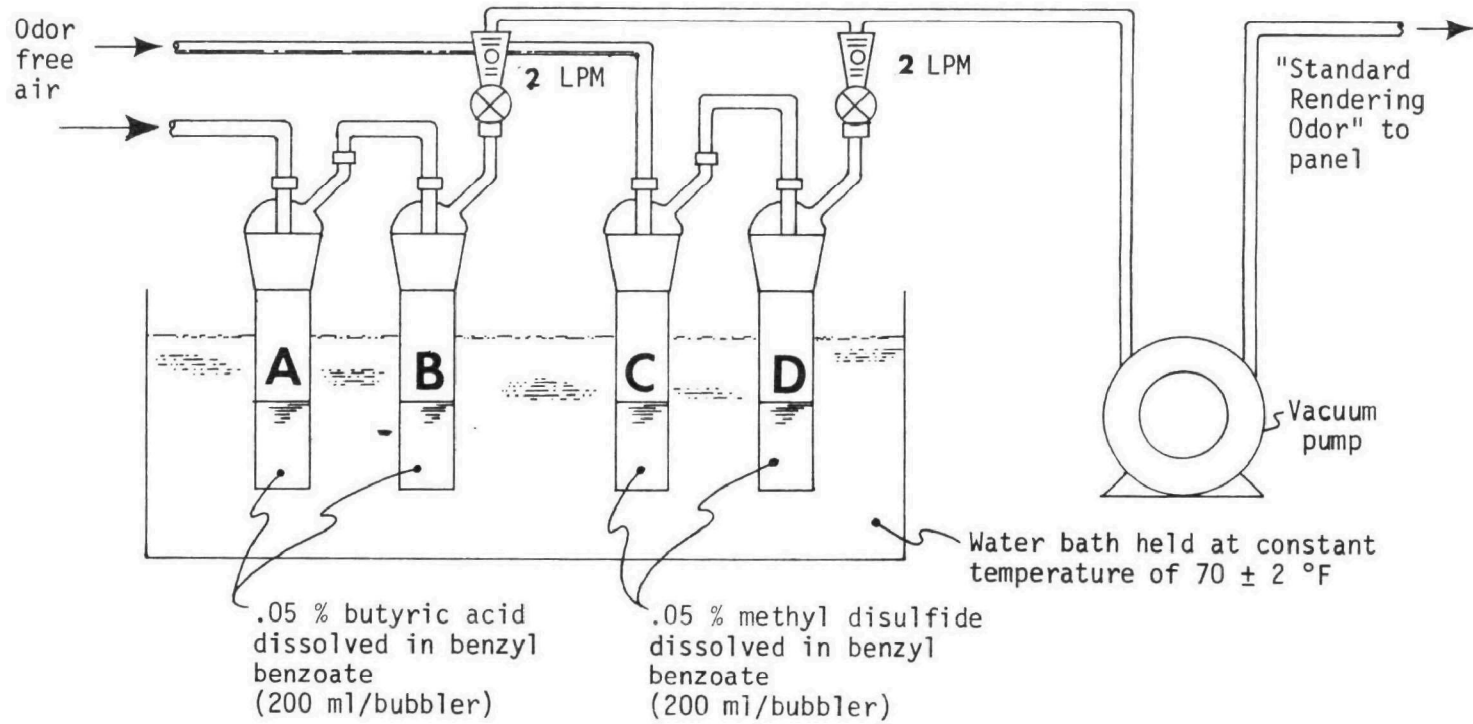 Odor
free
air
2 LPM
2 LPM
"Standard
Rendering
Odor" to
panel
A
B
C
D
Vacuum
pump
Water bath held at constant
temperature of 70 ± 2 °F
.05 % butyric acid
dissolved in benzyl
benzoate
(200 ml/bubbler)
.05 % methyl disulfide
dissolved in benzyl
benzoate
(200 ml/bubbler)